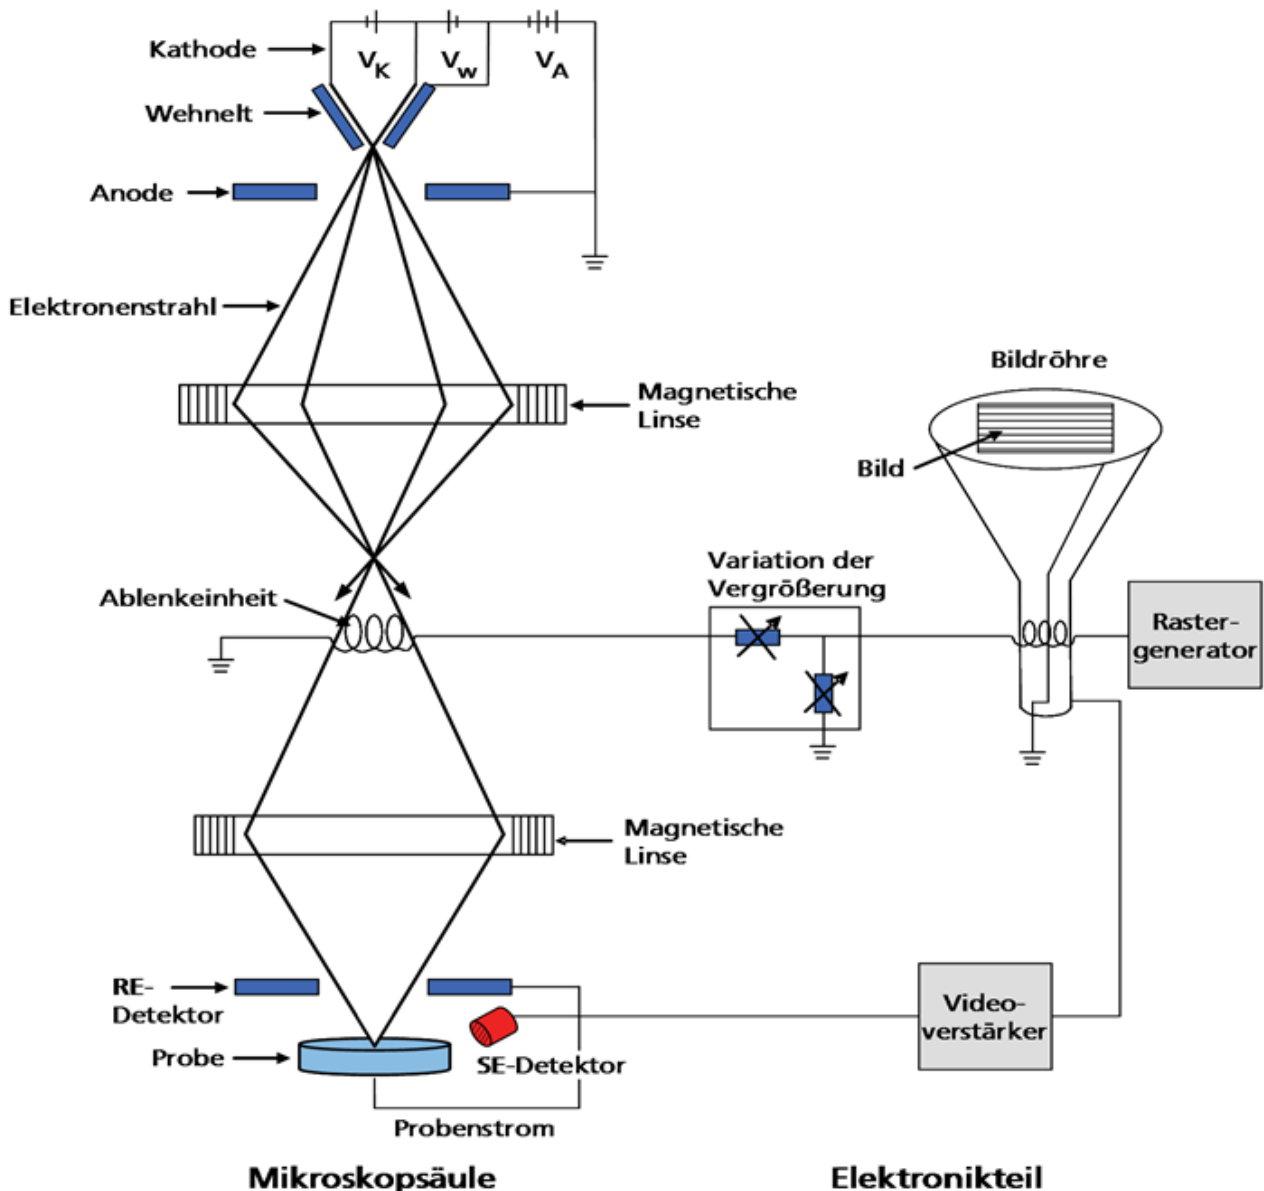 Kathode
V_K
V_w
V_A
Wehnelt
Anode
Elektronenstrahl
Magnetische
Linse
Bildröhre
Bild
Variation der
Vergrößerung
Ablenkeinheit
Raster-
generator
Magnetische
Linse
RE-
Detektor
Video-
verstärker
Probe
SE-Detektor
Probenstrom
Mikroskopsäule
Elektronikteil